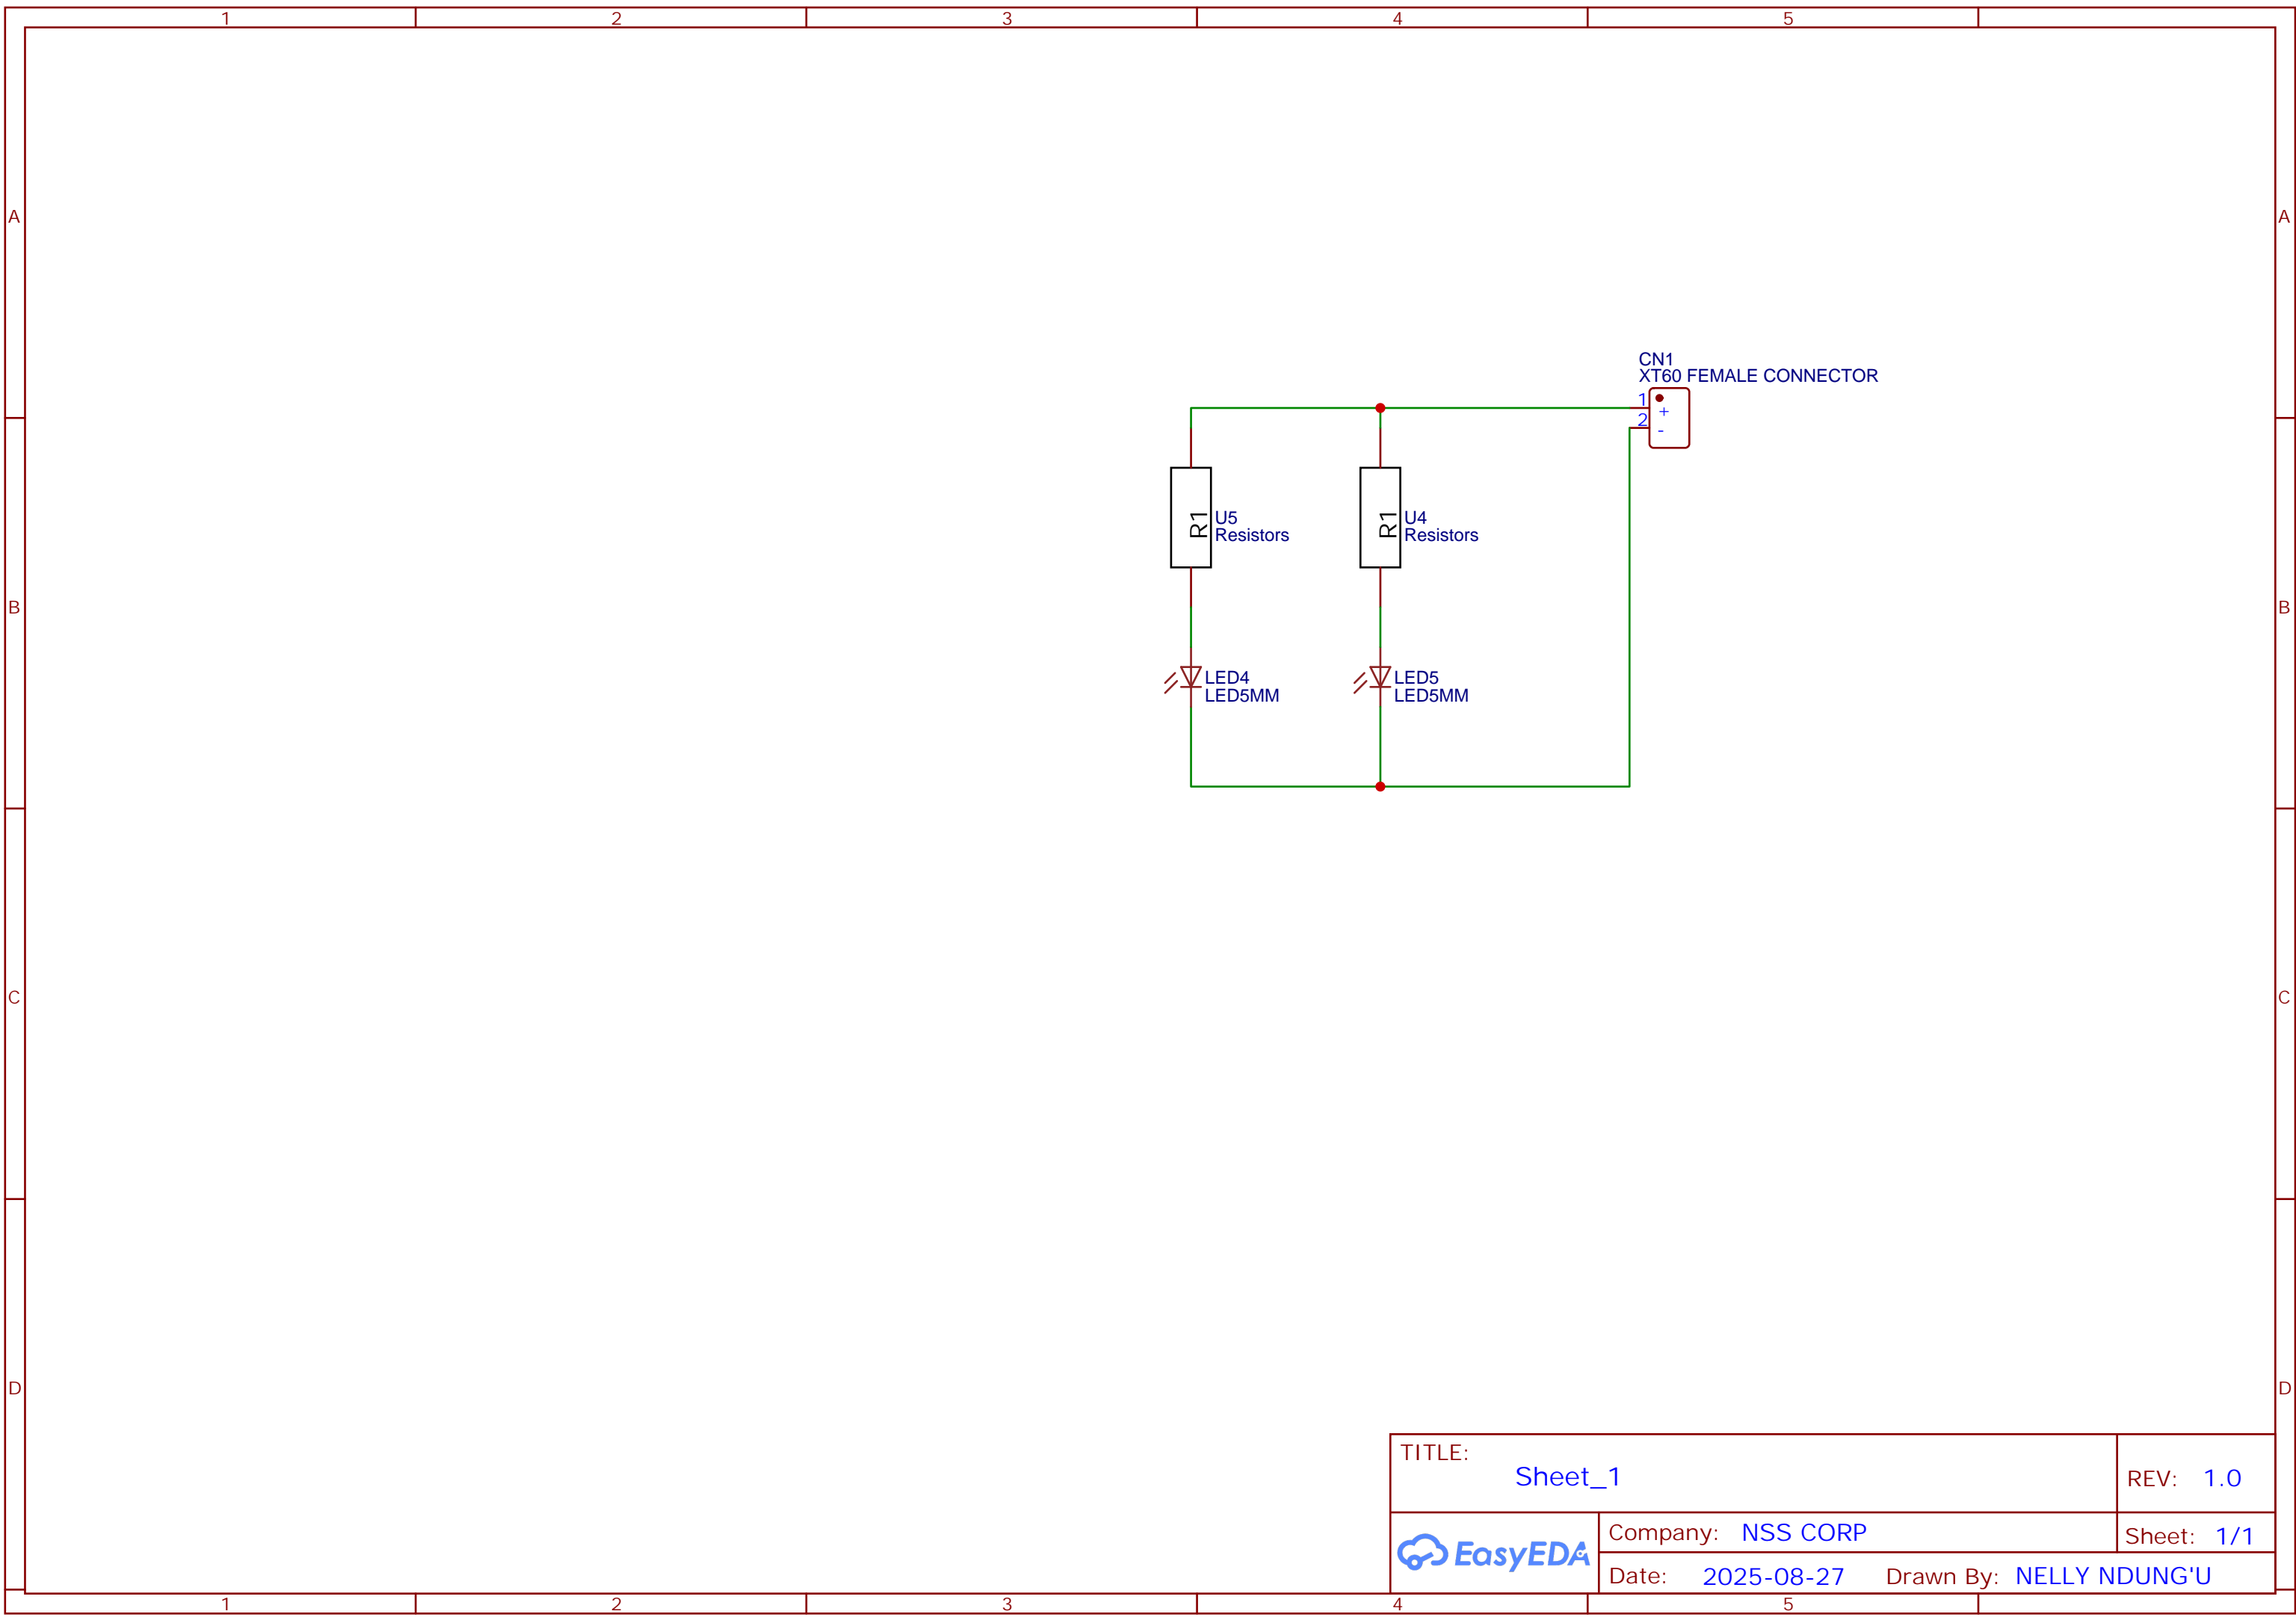 1 2 3 4 5
A A
CN1
XT60 FEMALE CONNECTOR
1
+
2
-
R1
U5
Resistors
R1
U4
Resistors
B B
LED4
LED5MM
LED5
LED5MM
C C
D D
TITLE:
Sheet_1
REV: 1.0
EasyEDA
Company: NSS CORP
Sheet: 1/1
Date: 2025-08-27 Drawn By: NELLY NDUNG'U
1 2 3 4 5